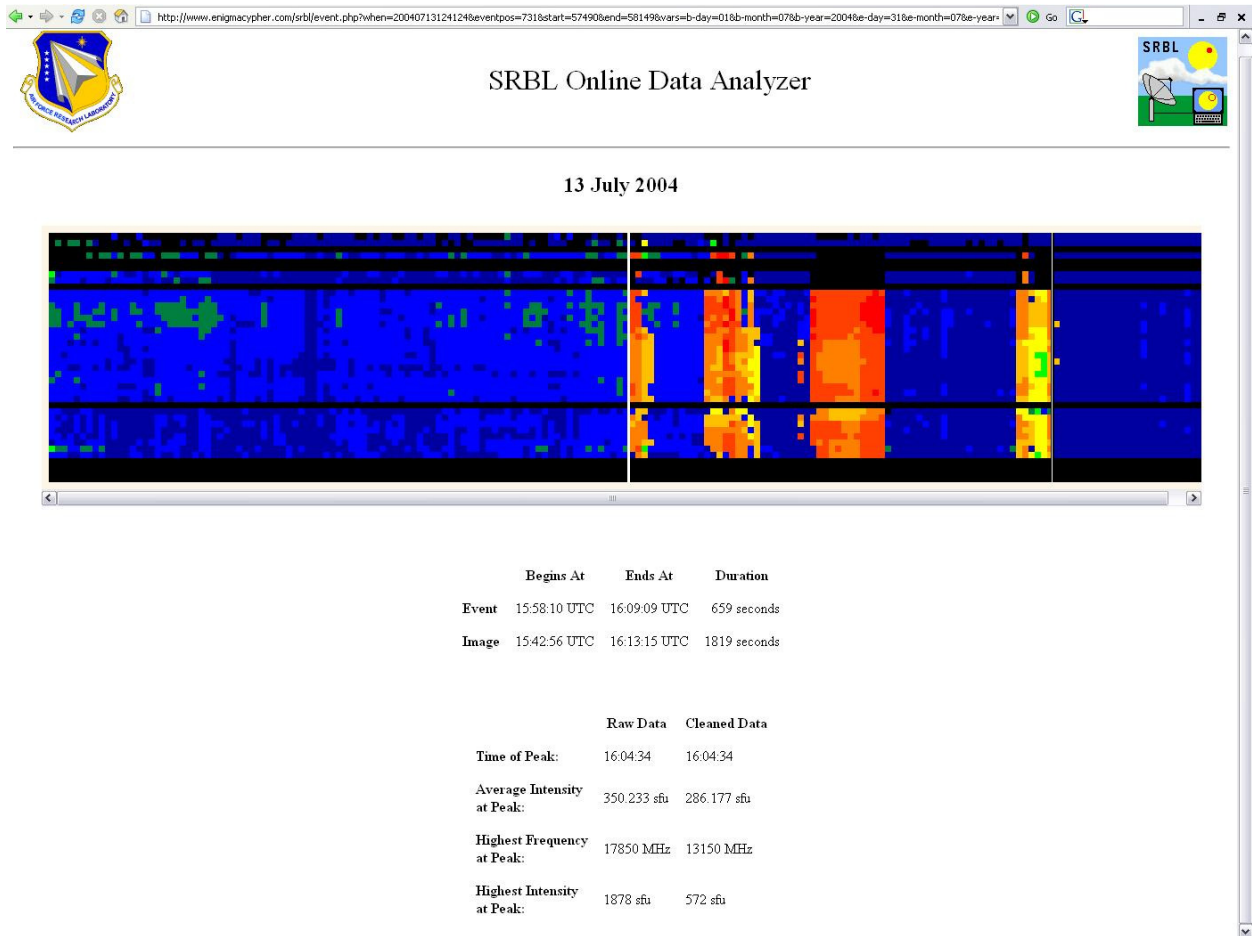 http://www.enigmacypher.com/srbl/event.php?when=20040713124124&eventpos=731&start=57490&end=58149&vars=b-day=01&b-month=07&b-year=2004&e-day=31&e-month=07&e-year=
Go
AIR FORCE RESEARCH LABORATORY
SRBL Online Data Analyzer
SRBL
13 July 2004
Begins At Ends At Duration
Event 15:58:10 UTC 16:09:09 UTC 659 seconds
Image 15:42:56 UTC 16:13:15 UTC 1819 seconds
Raw Data Cleaned Data
Time of Peak: 16:04:34 16:04:34
Average Intensity
at Peak: 350.233 sfu 286.177 sfu
Highest Frequency
at Peak: 17850 MHz 13150 MHz
Highest Intensity
at Peak: 1878 sfu 572 sfu